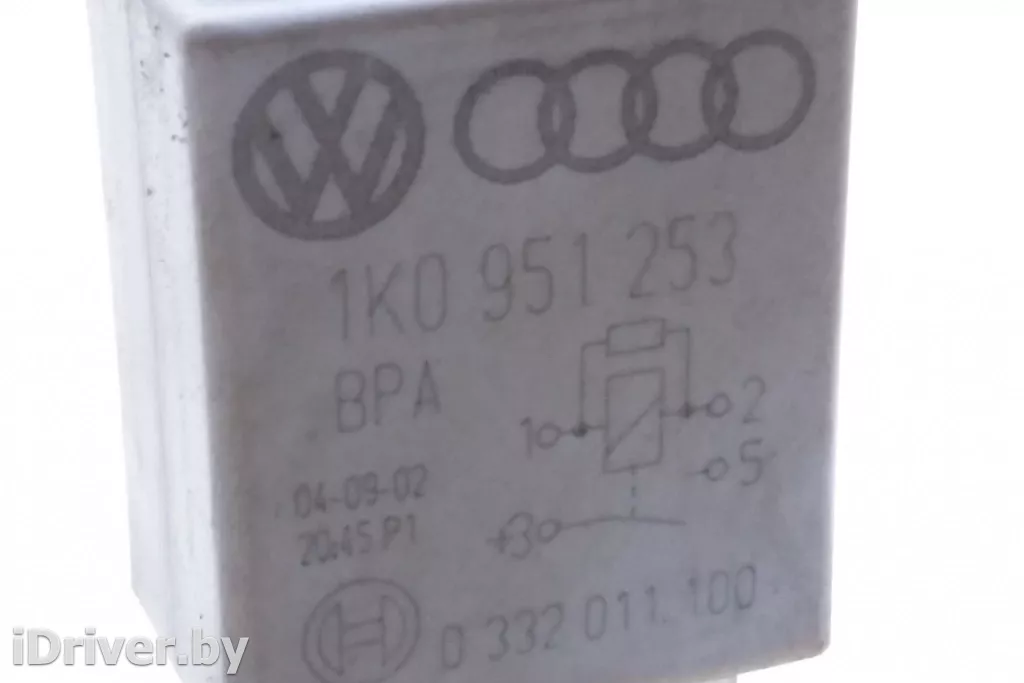 1K0 951 253
BPA
1 2
5
04-09-02
20:45 P1
+3
0 332 011 100
iDriver.by